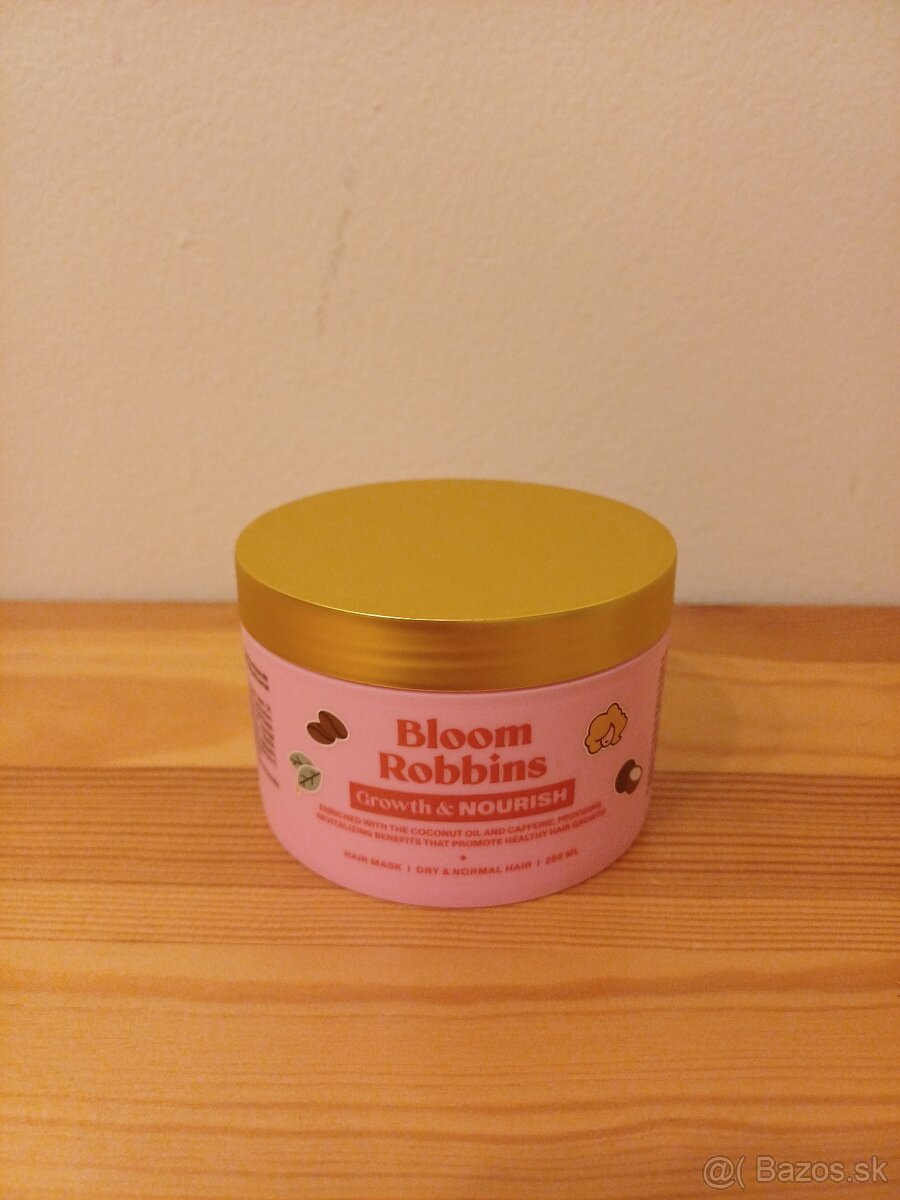 Bloom
Robbins
Growth & NOURISH
ENRICHED WITH THE COCONUT OIL AND CAFFEINE, PROVIDING
REVITALIZING BENEFITS THAT PROMOTE HEALTHY HAIR GROWTH
HAIR MASK | DRY & NORMAL HAIR | 250 ML
@( Bazos.sk